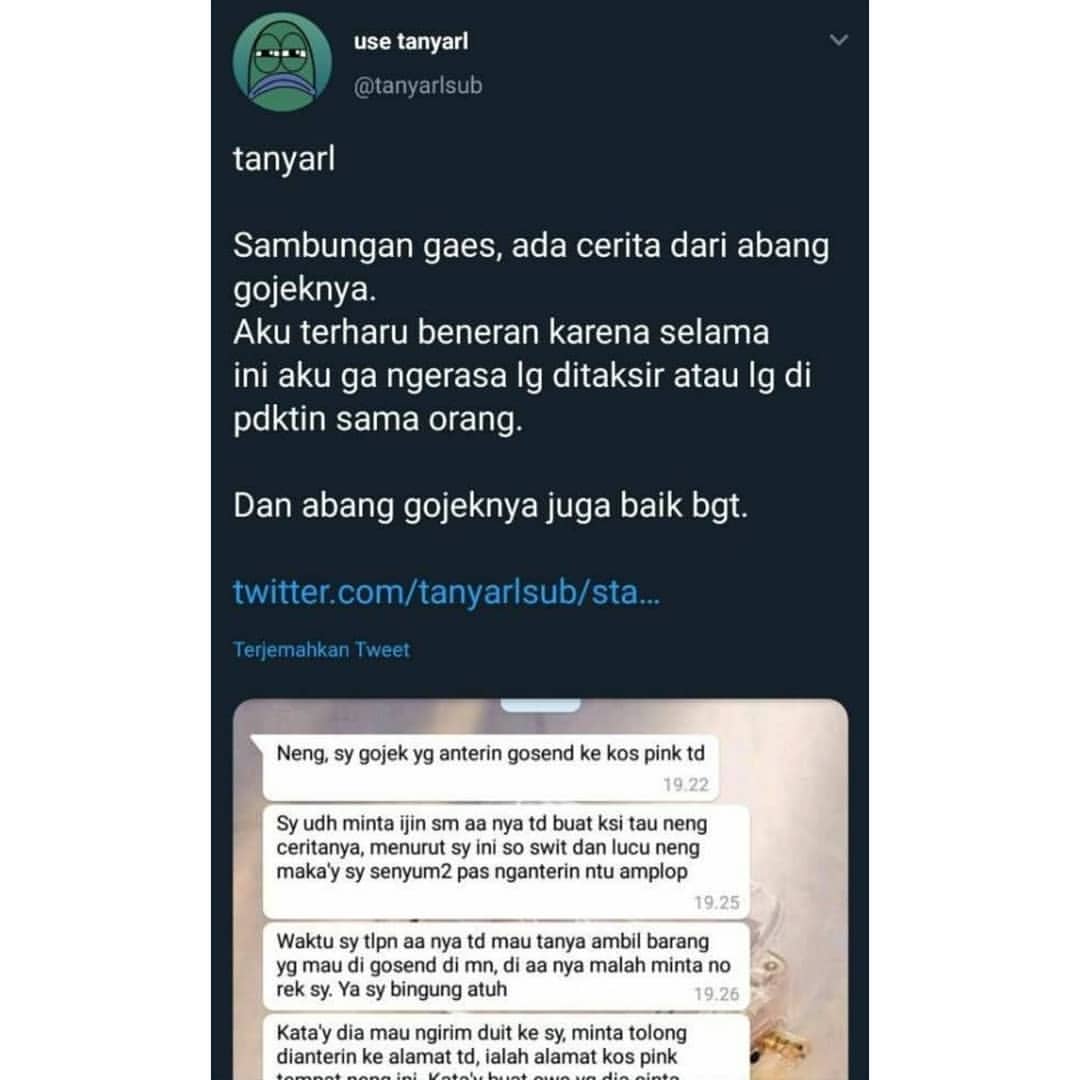 use tanyarl
@tanyarlsub
tanyarl
Sambungan gaes, ada cerita dari abang
gojeknya.
Aku terharu beneran karena selama
ini aku ga ngerasa lg ditaksir atau lg di
pdktin sama orang.
Dan abang gojeknya juga baik bgt.
twitter.com/tanyarlsub/sta...
Terjemahkan Tweet
Neng, sy gojek yg anterin gosend ke kos pink td
19.22
Sy udh minta ijin sm aa nya td buat ksi tau neng
ceritanya, menurut sy ini so swit dan lucu neng
maka'y sy senyum2 pas nganterin ntu amplop
19.25
Waktu sy tlpn aa nya td mau tanya ambil barang
yg mau di gosend di mn, di aa nya malah minta no
rek sy. Ya sy bingung atuh
19.26
Kata'y dia mau ngirim duit ke sy, minta tolong
dianterin ke alamat td, ialah alamat kos pink
tempat neng ini. Kata'y buat